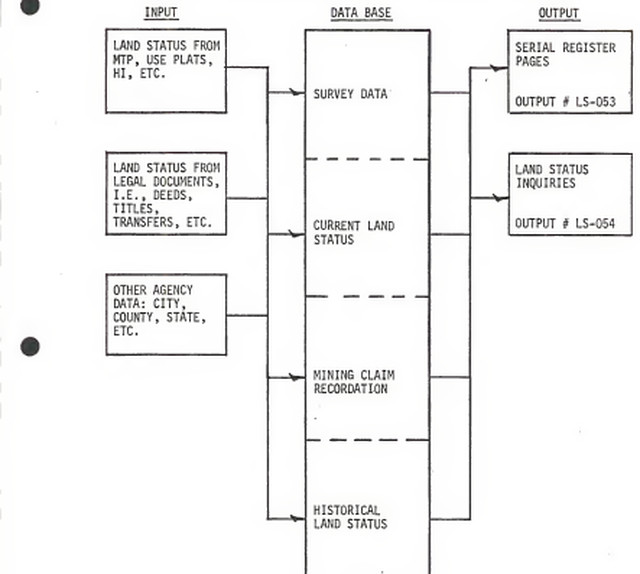 INPUT
LAND STATUS FROM
MTP, USE PLATS,
HI, ETC.
LAND STATUS FROM
LEGAL DOCUMENTS,
I.E., DEEDS,
TITLES,
TRANSFERS, ETC.
OTHER AGENCY
DATA: CITY,
COUNTY, STATE,
ETC.
DATA BASE
SURVEY DATA
CURRENT LAND
STATUS
MINING CLAIM
RECORDATION
HISTORICAL
LAND STATUS
OUTPUT
SERIAL REGISTER
PAGES
OUTPUT # LS-053
LAND STATUS
INQUIRIES
OUTPUT # LS-054